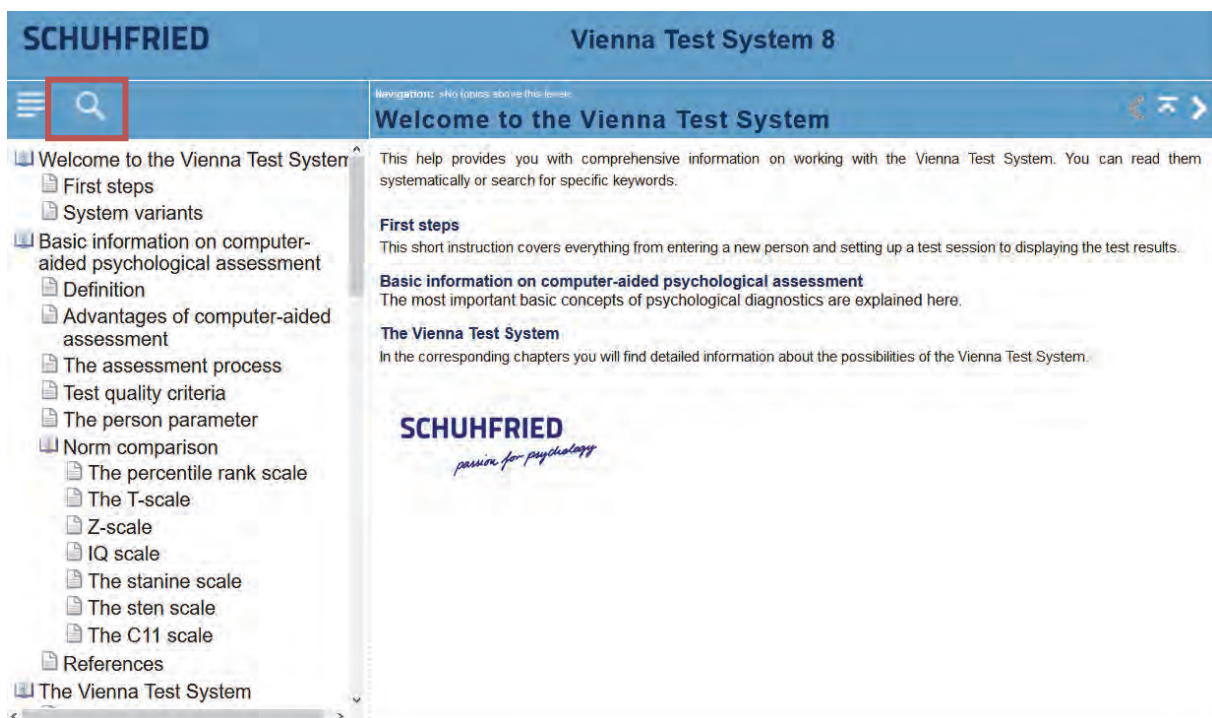 SCHUHFRIED
Vienna Test System 8
Navigation: »No topics above this level«
Welcome to the Vienna Test System
Welcome to the Vienna Test System
First steps
System variants
Basic information on computer-
aided psychological assessment
Definition
Advantages of computer-aided
assessment
The assessment process
Test quality criteria
The person parameter
Norm comparison
The percentile rank scale
The T-scale
Z-scale
IQ scale
The stanine scale
The sten scale
The C11 scale
References
The Vienna Test System
This help provides you with comprehensive information on working with the Vienna Test System. You can read them
systematically or search for specific keywords.
First steps
This short instruction covers everything from entering a new person and setting up a test session to displaying the test results.
Basic information on computer-aided psychological assessment
The most important basic concepts of psychological diagnostics are explained here.
The Vienna Test System
In the corresponding chapters you will find detailed information about the possibilities of the Vienna Test System.
SCHUHFRIED
passion for psychology